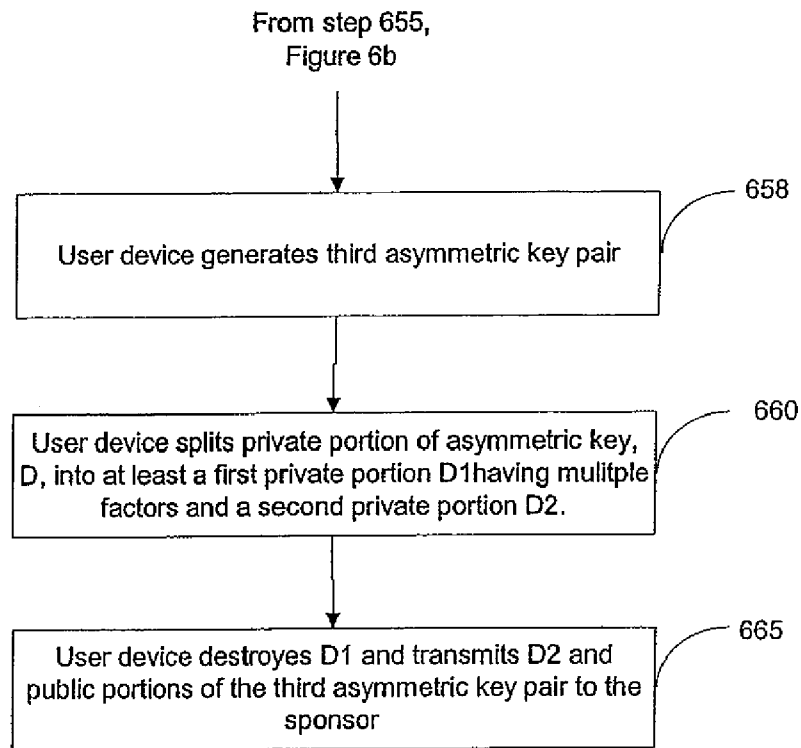 From step 655,
Figure 6b
658
User device generates third asymmetric key pair
660
User device splits private portion of asymmetric key,
D, into at least a first private portion D1having mulitple
factors and a second private portion D2.
665
User device destroyes D1 and transmits D2 and
public portions of the third asymmetric key pair to the
sponsor